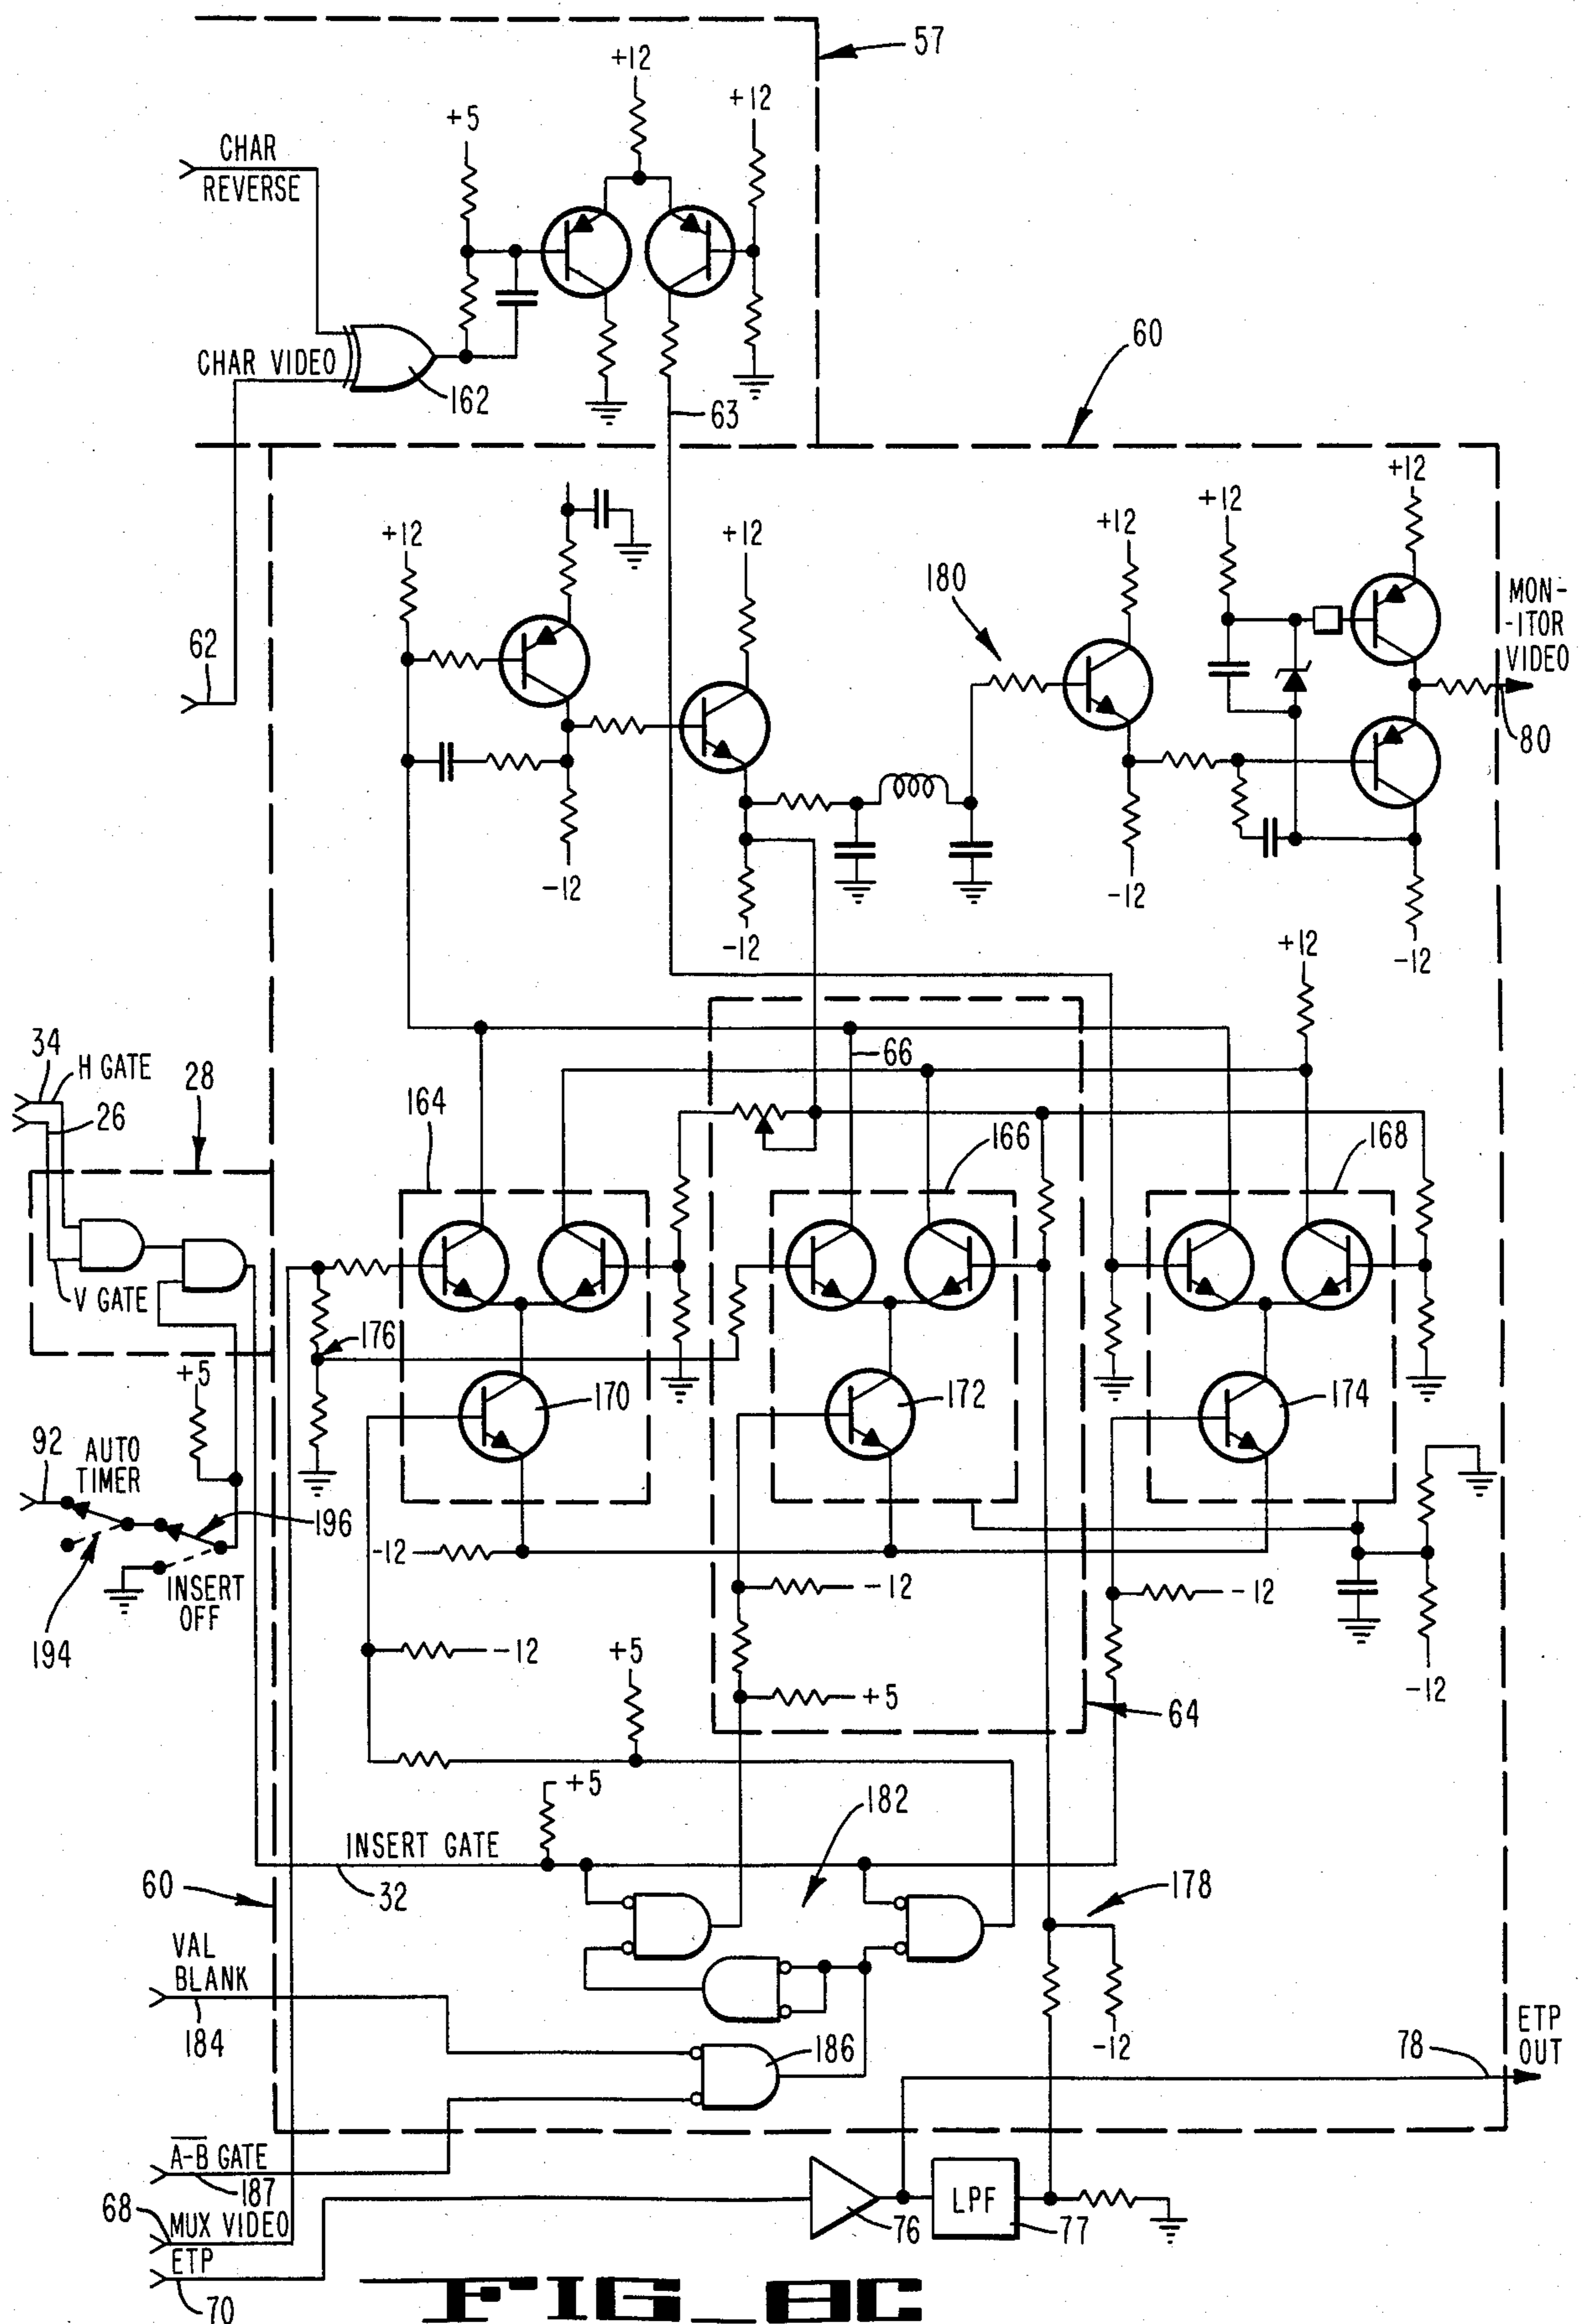 57
+12
+12
+5
CHAR
REVERSE
60
CHAR VIDEO
162
63
+12
+12
+12
+12
+12
180
MON-
-ITOR
VIDEO
62
80
-12
-12
-12
-12
+12
34
H GATE
28
66
26
164
166
168
V GATE
176
+5
170
172
174
92
AUTO
TIMER
196
-12
-12
-12
INSERT
OFF
194
-12
+5
-12
+5
64
+5
182
INSERT GATE
60
32
178
VAL
BLANK
184
-12
186
78
ETP
OUT
A-B GATE
187
68
MUX VIDEO
76
LPF
77
ETP
70
FIG_8C